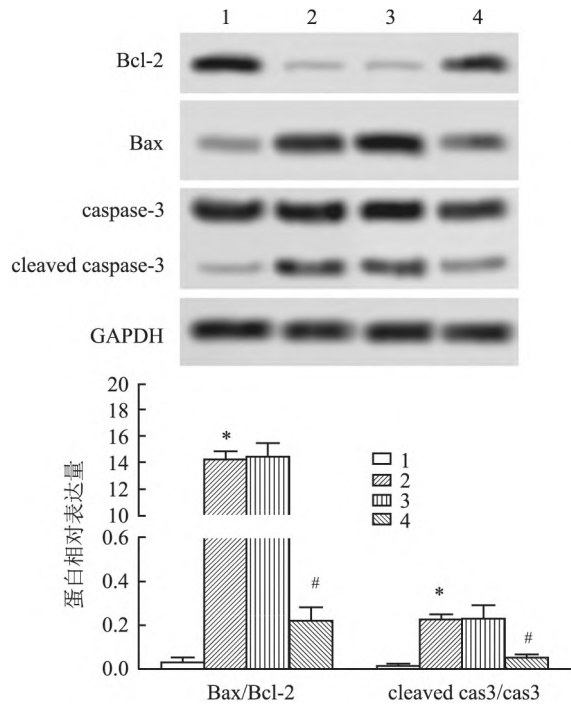 1 2 3 4
Bcl-2
Bax
caspase-3
cleaved caspase-3
GAPDH
蛋白相对表达量
20
18
16
14
12
10
0.6
0.4
0.2
0.0
*
#
*
#
1
2
3
4
Bax/Bcl-2 cleaved cas3/cas3